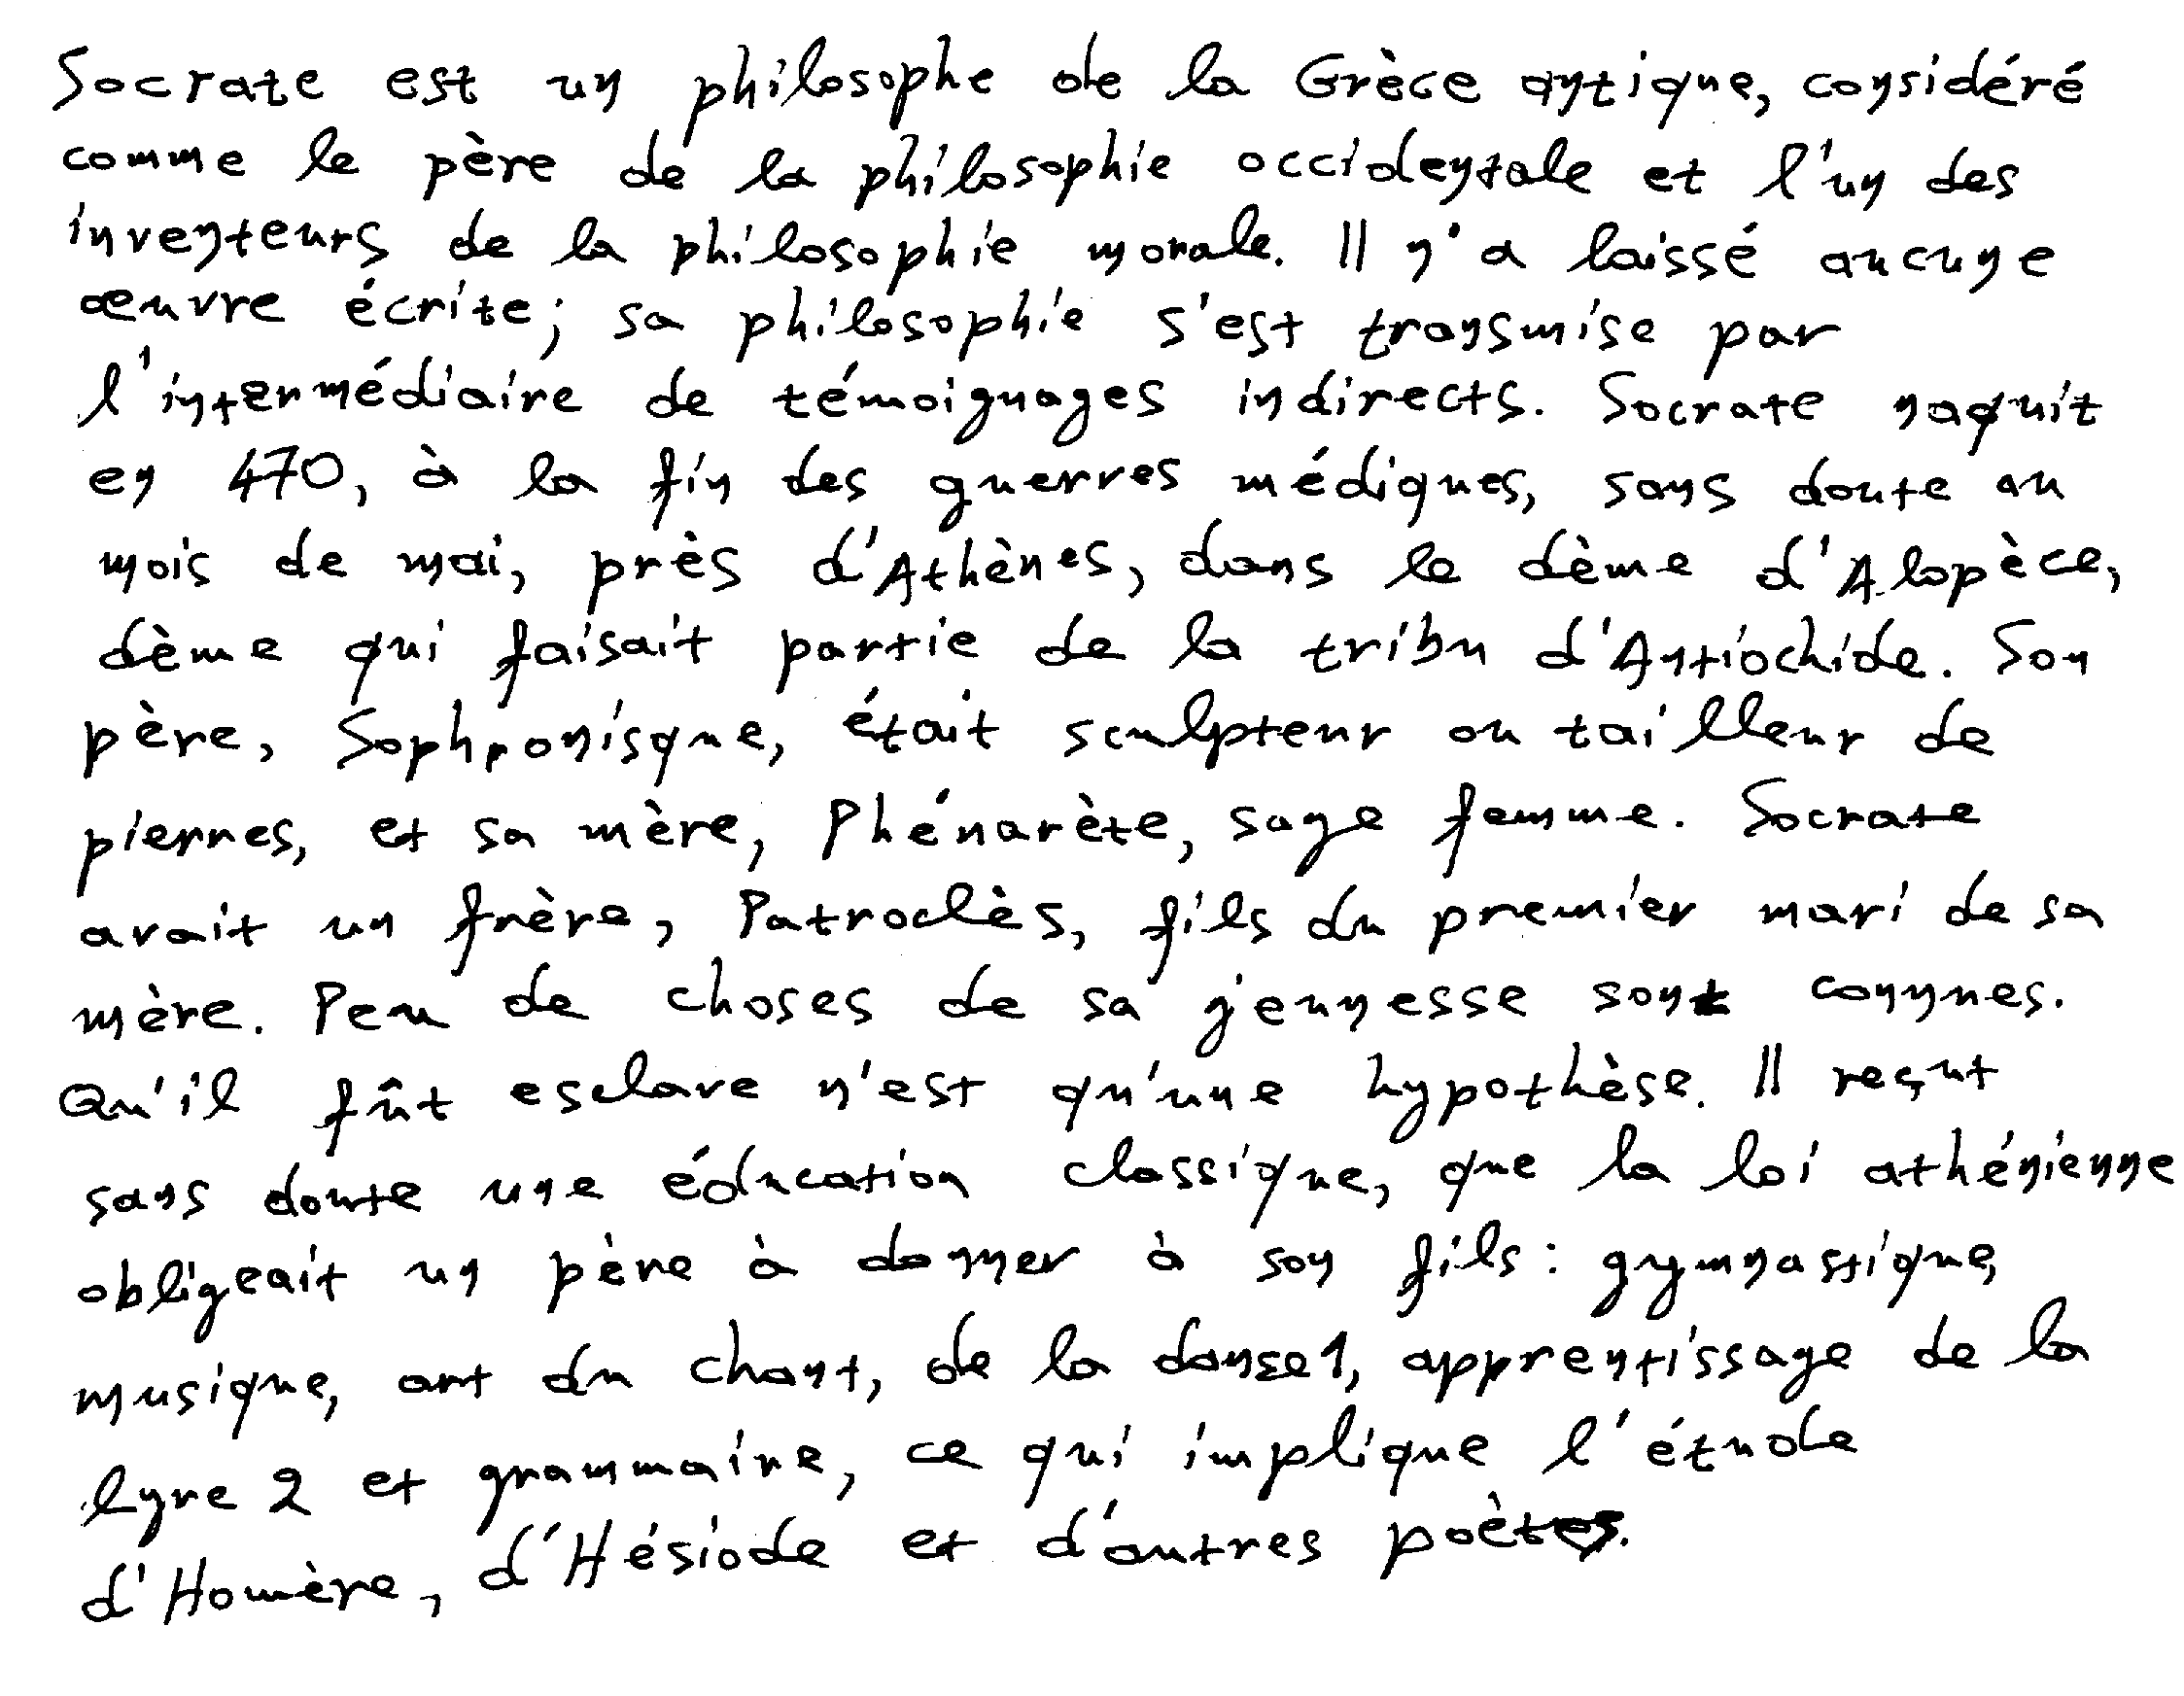 Socrate est un philosophe de la Grèce antique, considéré
comme le père de la philosophie occidentale et l'un des
inventeurs de la philosophie morale. Il n'a laissé aucune
œuvre écrite; sa philosophie s'est transmise par
l'intermédiaire de témoignages indirects. Socrate naquit
en 470, à la fin des guerres médiques, sans doute au
mois de mai, près d'Athènes, dans le dème d'Alopèce,
dème qui faisait partie de la tribu d'Antiochide. Son
père, Sophronisque, était sculpteur ou tailleur de
pierres, et sa mère, Phénarète, sage femme. Socrate
avait un frère, Patroclès, fils du premier mari de sa
mère. Peu de choses de sa jeunesse sont connues.
Qu'il fût esclave n'est qu'une hypothèse. Il reçut
sans doute une éducation classique, que la loi athénienne
obligeait un père à donner à son fils : gymnastique,
musique, art du chant, de la danse1, apprentissage de la
lyre 2 et grammaire, ce qui implique l'étude
d'Homère, d'Hésiode et d'autres poètes.